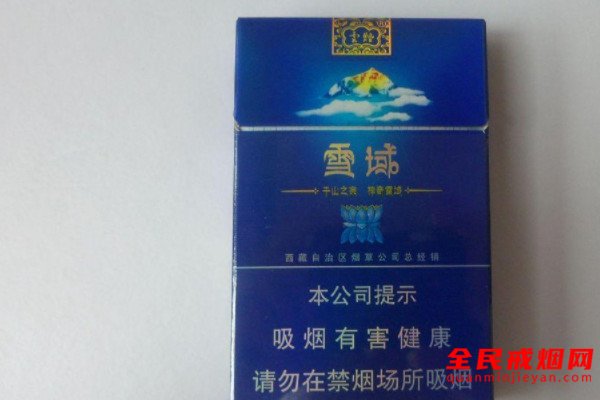 雪域
千山之宗 神奇雪域
西藏自治区烟草公司总经销
本公司提示
吸烟有害健康
请勿在禁烟场所吸烟
全民戒烟网
quanminjieyan.com